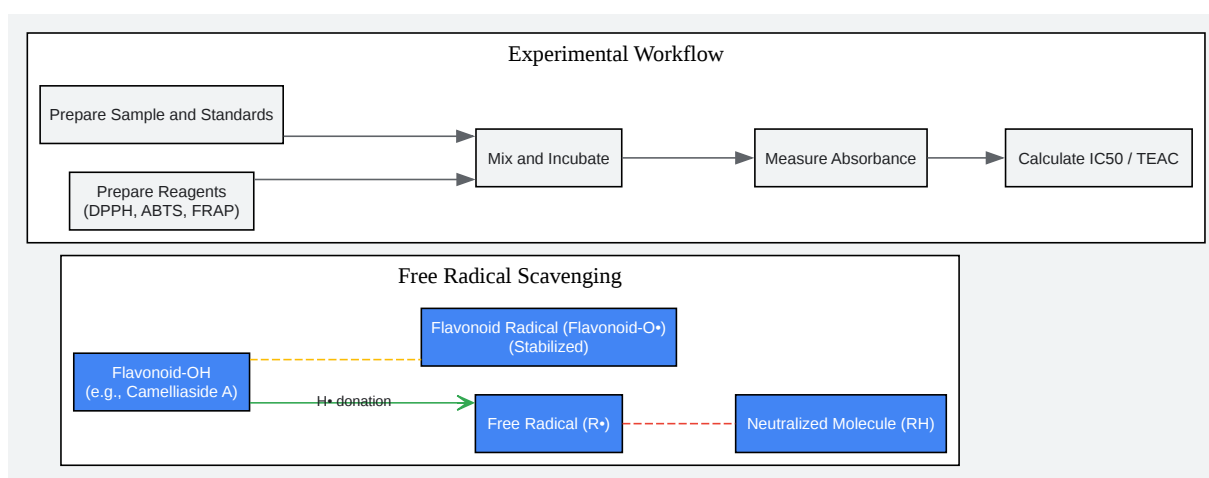 Experimental Workflow
Prepare Sample and Standards
Prepare Reagents
(DPPH, ABTS, FRAP)
Mix and Incubate
Measure Absorbance
Calculate IC50 / TEAC
Free Radical Scavenging
Flavonoid-OH
(e.g., Camelliaside A)
Flavonoid Radical (Flavonoid-O•)
(Stabilized)
H• donation
Free Radical (R•)
Neutralized Molecule (RH)